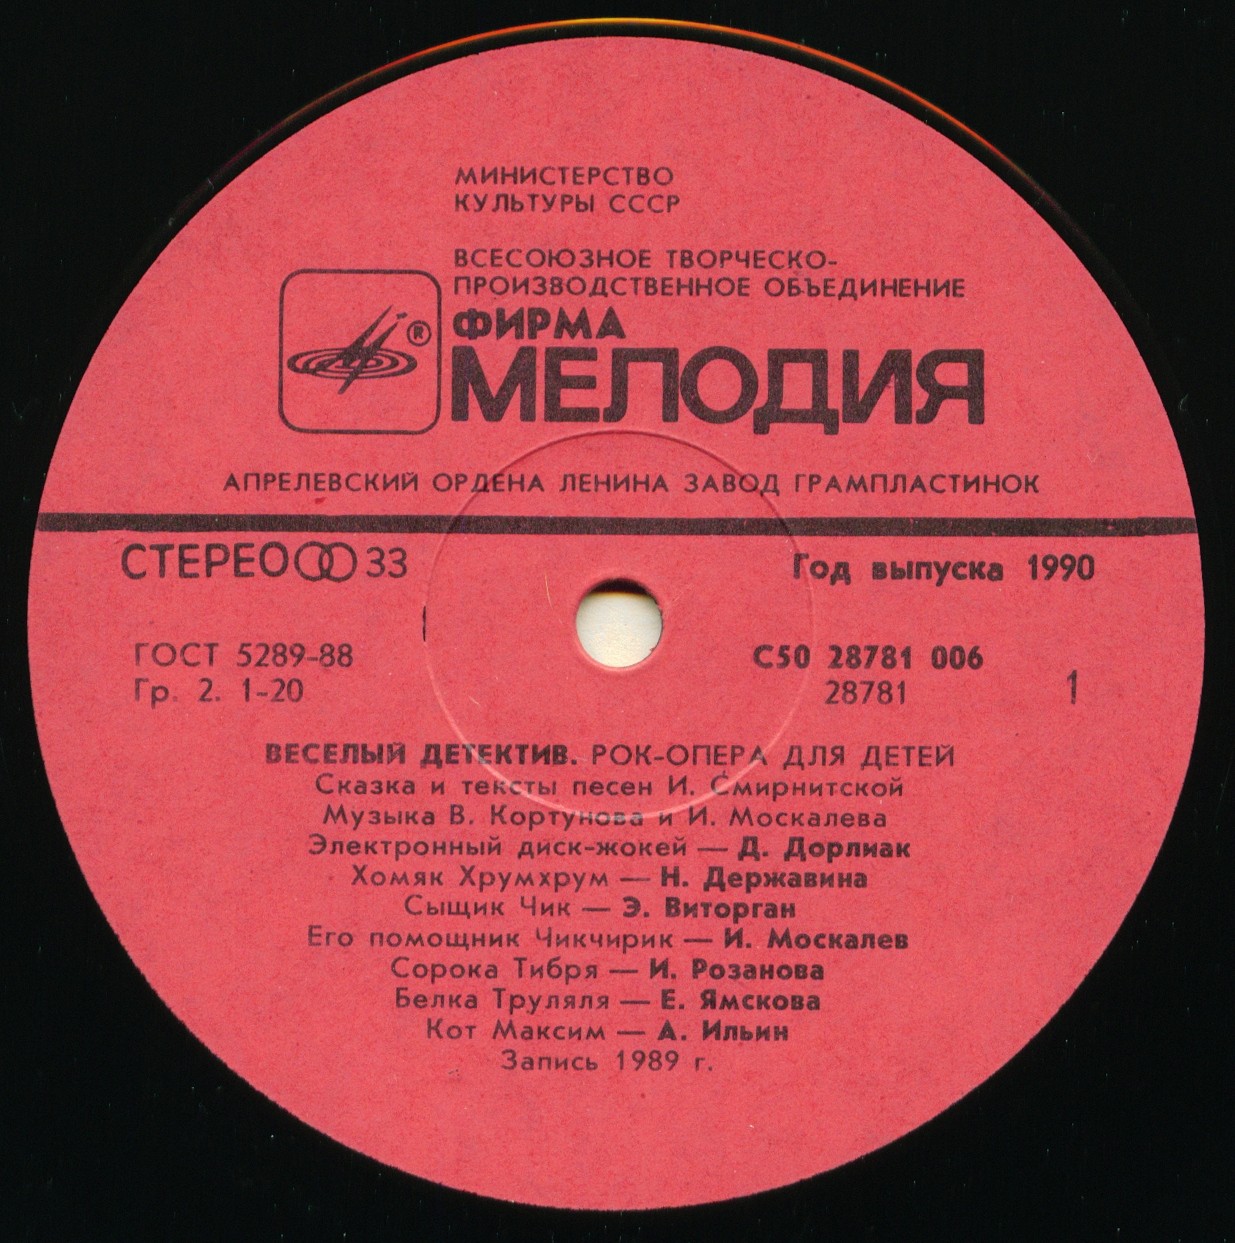 МИНИСТЕРСТВО
КУЛЬТУРЫ СССР
ВСЕСОЮЗНОЕ ТВОРЧЕСКО-
ПРОИЗВОДСТВЕННОЕ ОБЪЕДИНЕНИЕ
ФИРМА
®
МЕЛОДИЯ
АПРЕЛЕВСКИЙ ОРДЕНА ЛЕНИНА ЗАВОД ГРАМПЛАСТИНОК
СТЕРЕО 33 Год выпуска 1990
ГОСТ 5289-88 С50 28781 006
Гр. 2. 1-20 28781 1
ВЕСЕЛЫЙ ДЕТЕКТИВ. РОК-ОПЕРА ДЛЯ ДЕТЕЙ
Сказка и тексты песен И. Смирнитской
Музыка В. Кортунова и И. Москалева
Электронный диск-жокей — Д. Дорлиак
Хомяк Хрумхрум — Н. Державина
Сыщик Чик — Э. Виторган
Его помощник Чикчирик — И. Москалев
Сорока Тибря — И. Розанова
Белка Труляля — Е. Ямскова
Кот Максим — А. Ильин
Запись 1989 г.